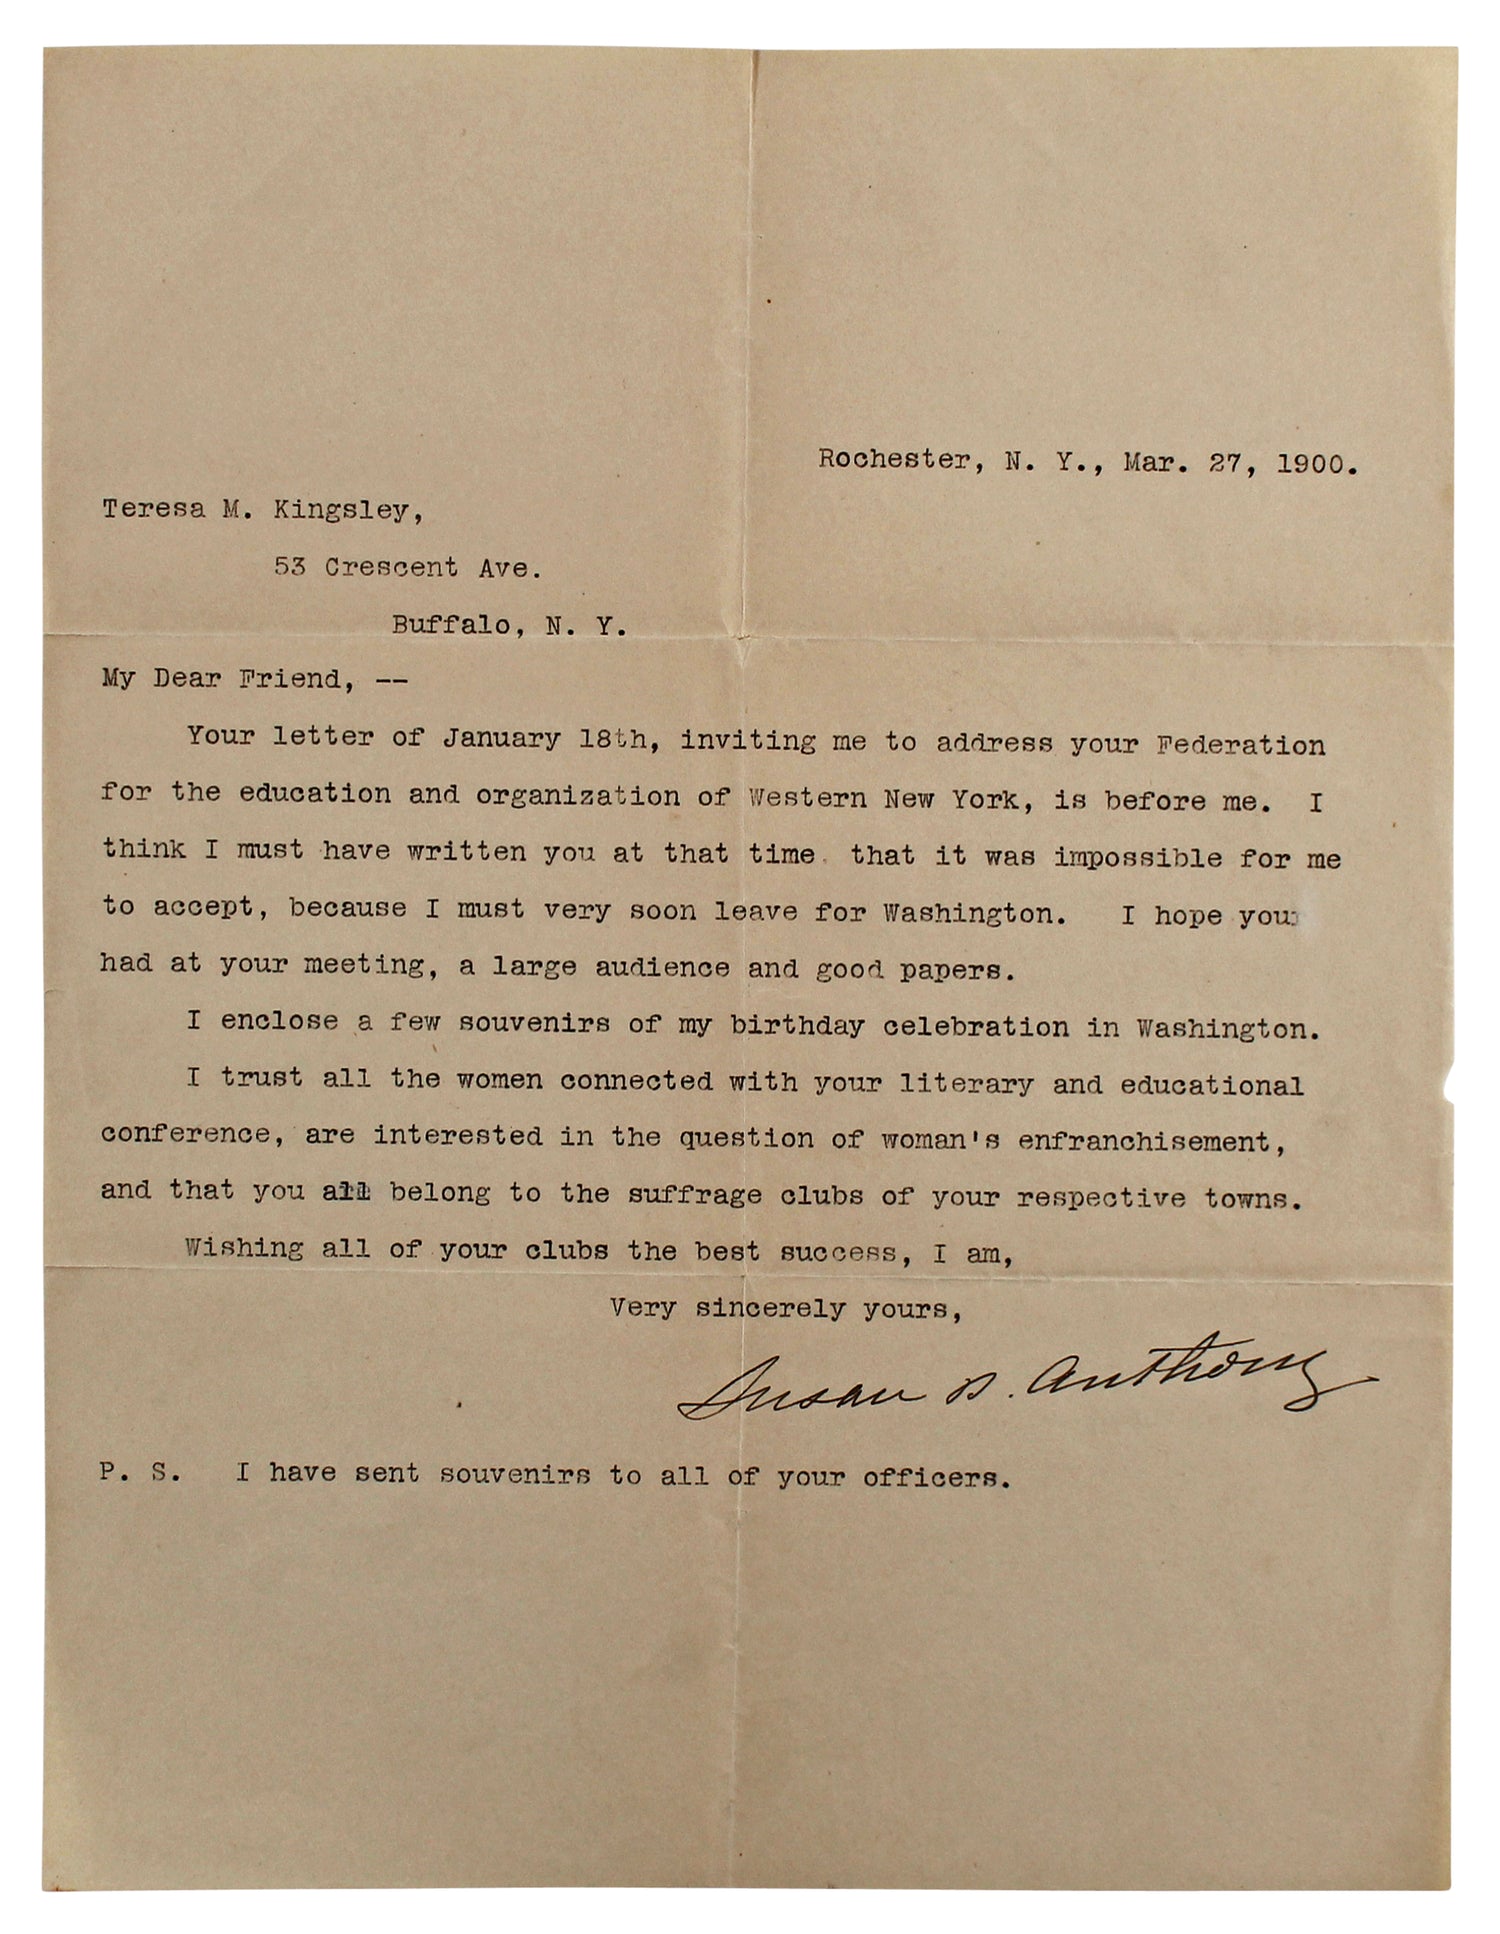 Rochester, N. Y., Mar. 27, 1900.
Teresa M. Kingsley,
53 Crescent Ave.
Buffalo, N. Y.
My Dear Friend, --
Your letter of January 18th, inviting me to address your Federation
for the education and organization of Western New York, is before me. I
think I must have written you at that time that it was impossible for me
to accept, because I must very soon leave for Washington. I hope you
had at your meeting, a large audience and good papers.
I enclose a few souvenirs of my birthday celebration in Washington.
I trust all the women connected with your literary and educational
conference, are interested in the question of woman's enfranchisement,
and that you all belong to the suffrage clubs of your respective towns.
Wishing all of your clubs the best success, I am,
Very sincerely yours,
Susan B. Anthony
P. S. I have sent souvenirs to all of your officers.